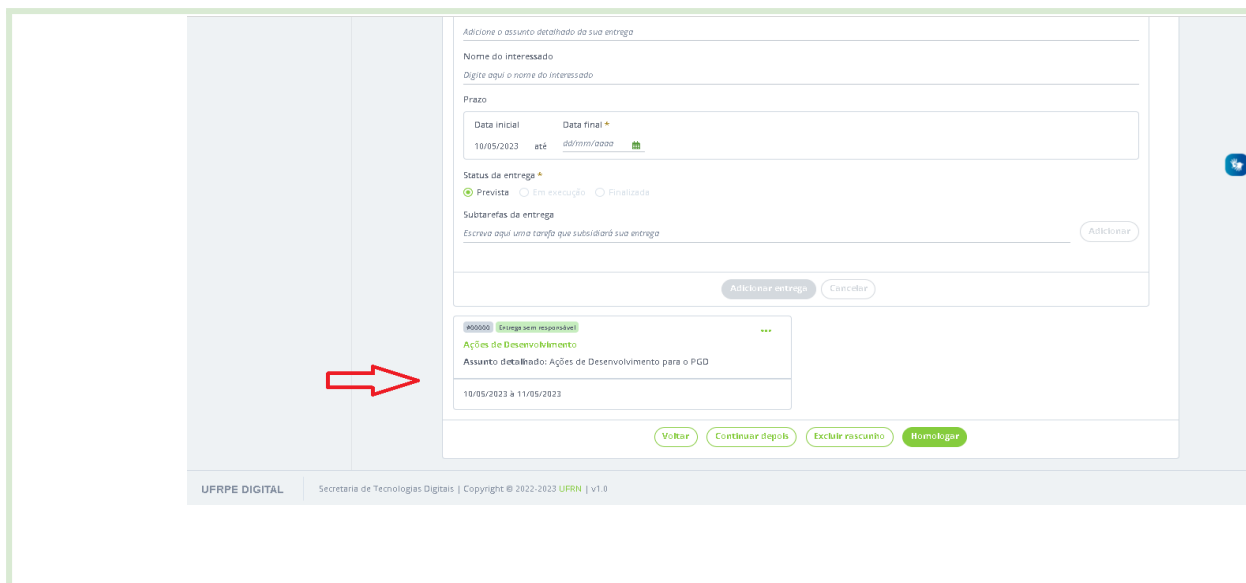 Adicione o assunto detalhado da sua entrega
Nome do interessado
Digite aqui o nome do interessado
Prazo
Data inicial Data final *
10/05/2023 até dd/mm/aaaa
Status da entrega *
Prevista Em execução Finalizada
Subtarefas da entrega
Escreva aqui uma tarefa que subsidiará sua entrega Adicionar
Adicionar entrega Cancelar
#00000 Entrega sem responsável
Ações de Desenvolvimento
Assunto detalhado: Ações de Desenvolvimento para o PGD
10/05/2023 à 11/05/2023
Voltar Continuar depois Excluir rascunho Homologar
UFRPE DIGITAL Secretaria de Tecnologias Digitais | Copyright © 2022-2023 UFRN | v1.0